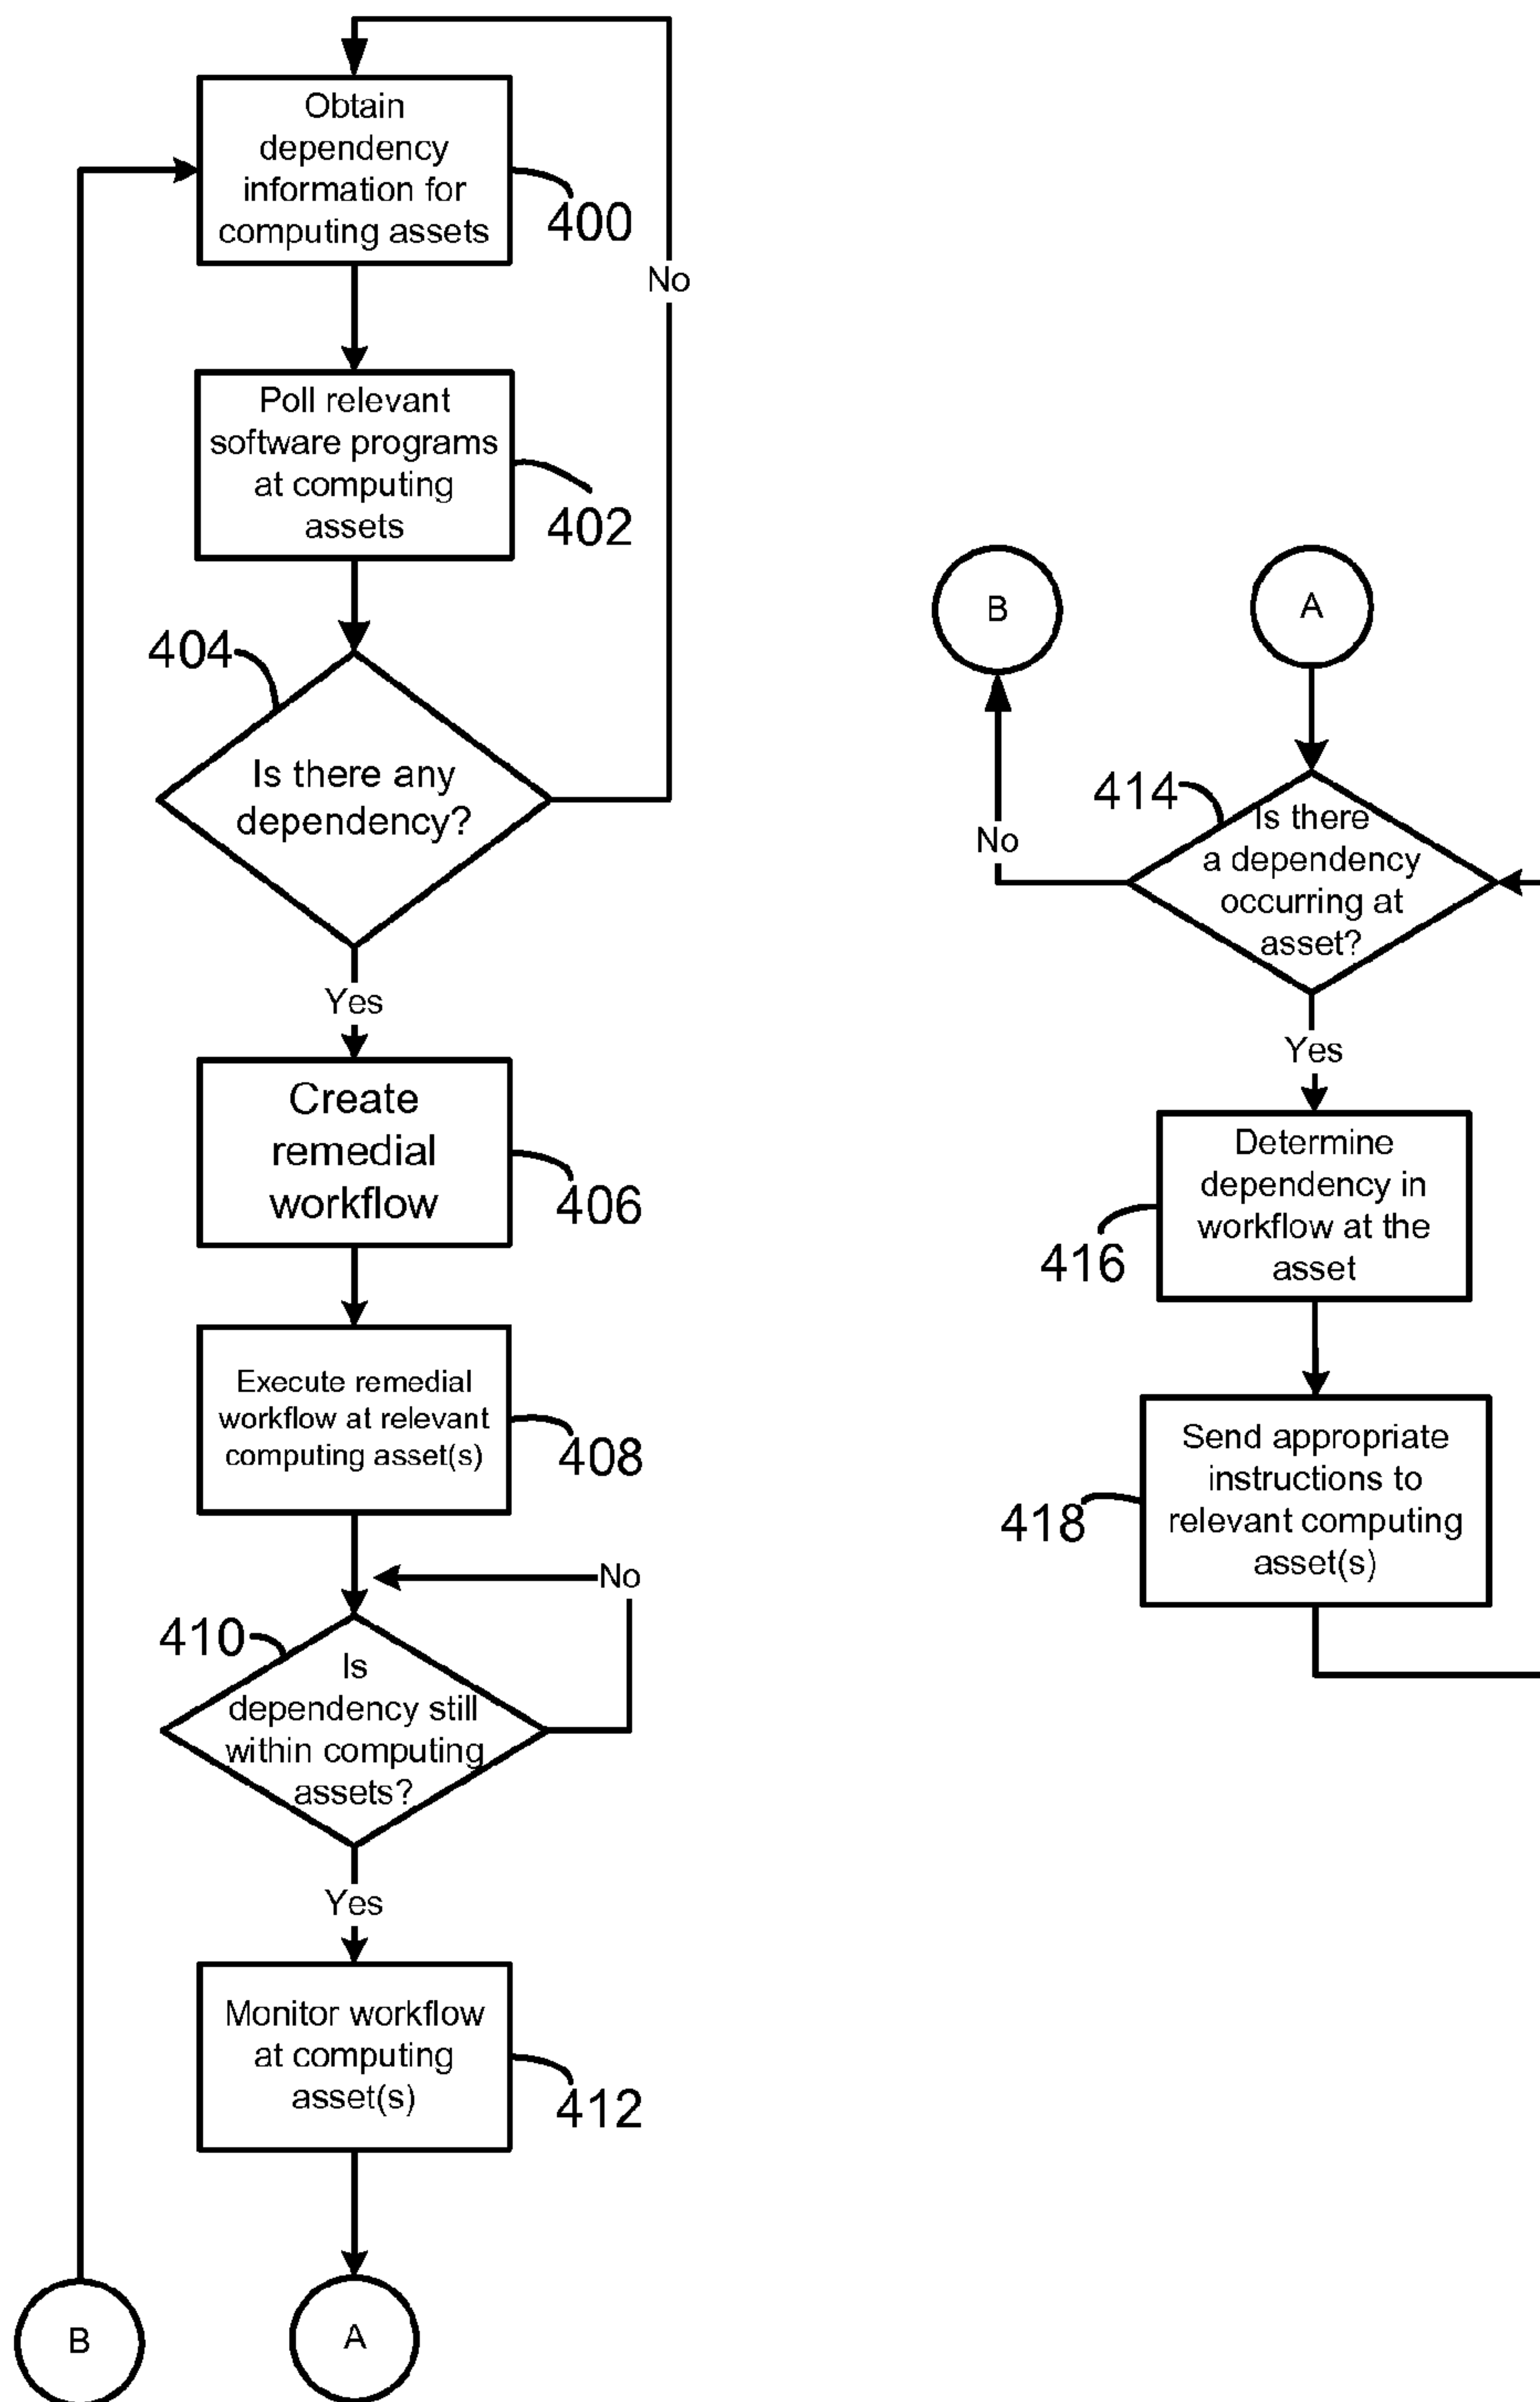 Obtain
dependency
information for
computing assets
400
No
Poll relevant
software programs
at computing
assets
402
404
Is there any
dependency?
Yes
Create
remedial
workflow
406
Execute remedial
workflow at relevant
computing asset(s)
408
No
410
Is
dependency still
within computing
assets?
Yes
Monitor workflow
at computing
asset(s)
412
B
A
B
A
414
Is there
a dependency
occurring at
asset?
No
Yes
Determine
dependency in
workflow at the
asset
416
Send appropriate
instructions to
relevant computing
asset(s)
418